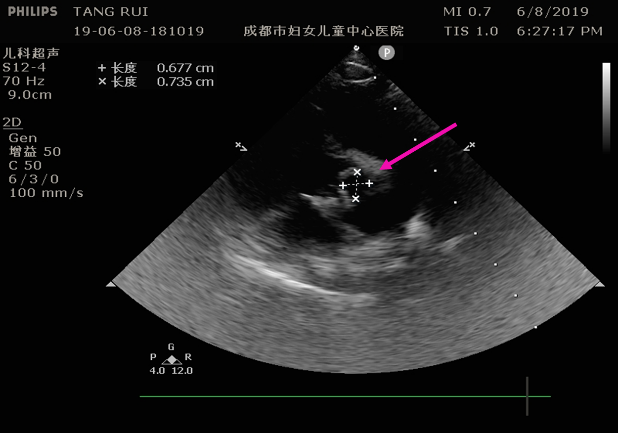 PHILIPS TANG RUI MI 0.7 6/8/2019
19-06-08-181019 成都市妇女儿童中心医院 TIS 1.0 6:27:17 PM
儿科超声
S12-4
70 Hz
9.0cm
+ 长度 0.677 cm
× 长度 0.735 cm
P
2D
Gen
增益 50
C 50
6/3/0
100 mm/s
G
P R
4.0 12.0